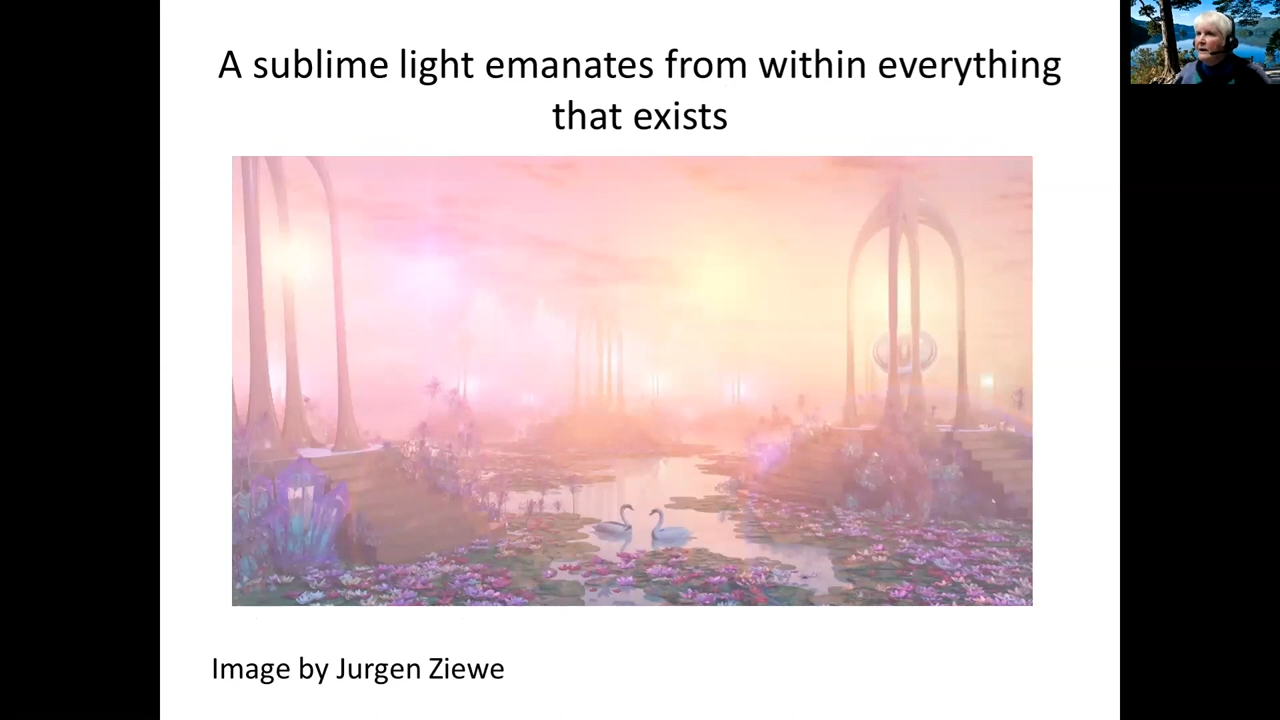 A sublime light emanates from within everything
that exists
Image by Jurgen Ziewe